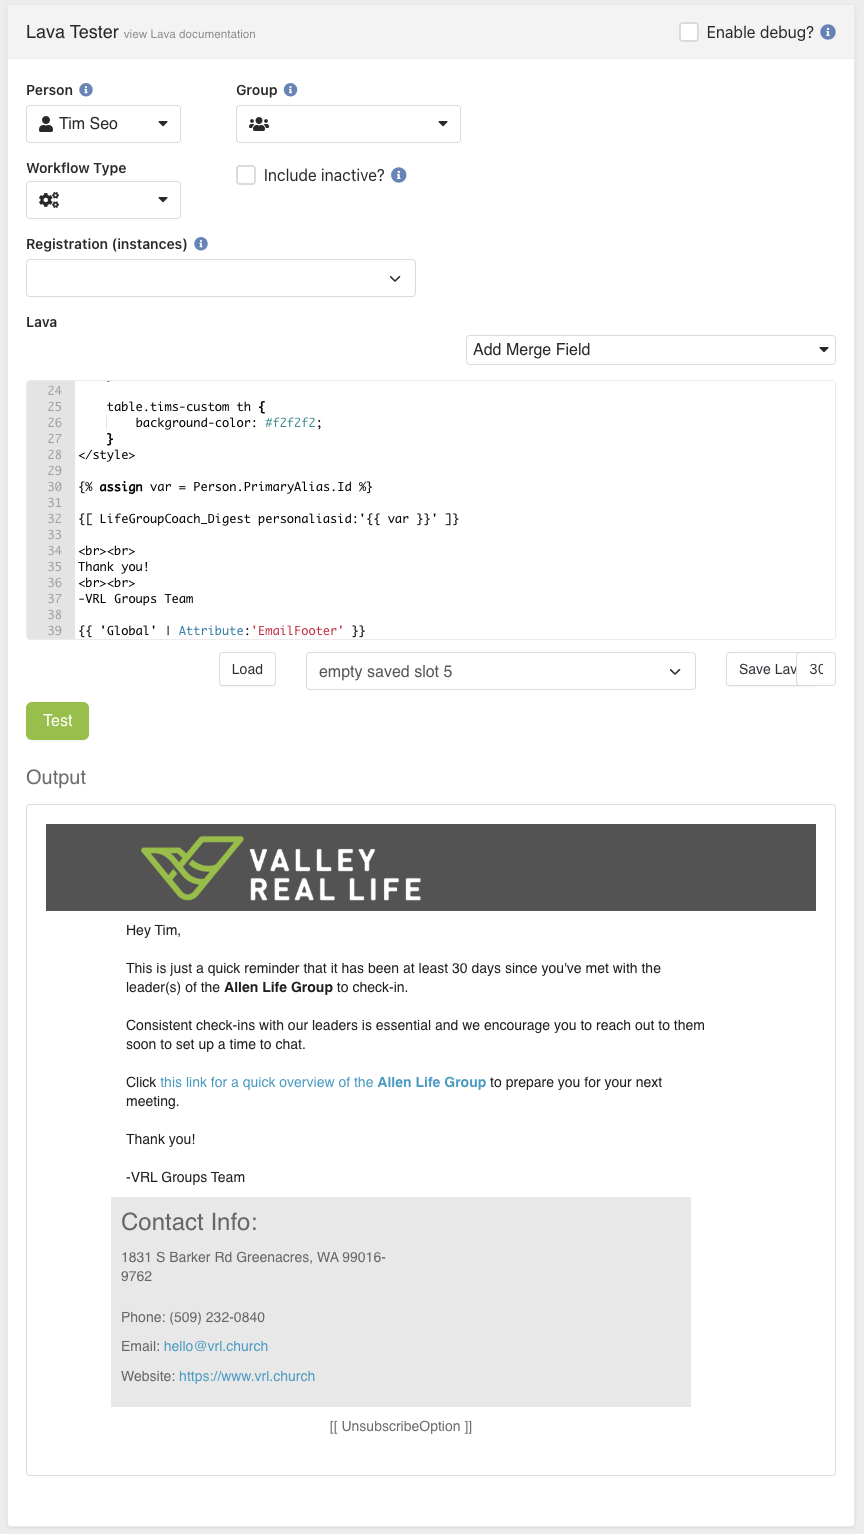 Lava Tester view Lava documentation
Enable debug?
Person
Group
Tim Seo
Workflow Type
Include inactive?
Registration (instances)
Lava
Add Merge Field
24
25 table.tims-custom th {
26 background-color: #f2f2f2;
27 }
28 </style>
29
30 {% assign var = Person.PrimaryAlias.Id %}
31
32 {[ LifeGroupCoach_Digest personaliasid:'{{ var }}' ]}
33
34 <br><br>
35 Thank you!
36 <br><br>
37 -VRL Groups Team
38
39 {{ 'Global' | Attribute:'EmailFooter' }}
Load
empty saved slot 5
Save Lav
30
Test
Output
VALLEY
REAL LIFE
Hey Tim,
This is just a quick reminder that it has been at least 30 days since you've met with the
leader(s) of the Allen Life Group to check-in.
Consistent check-ins with our leaders is essential and we encourage you to reach out to them
soon to set up a time to chat.
Click this link for a quick overview of the Allen Life Group to prepare you for your next
meeting.
Thank you!
-VRL Groups Team
Contact Info:
1831 S Barker Rd Greenacres, WA 99016-
9762
Phone: (509) 232-0840
Email: hello@vrl.church
Website: https://www.vrl.church
[[ UnsubscribeOption ]]